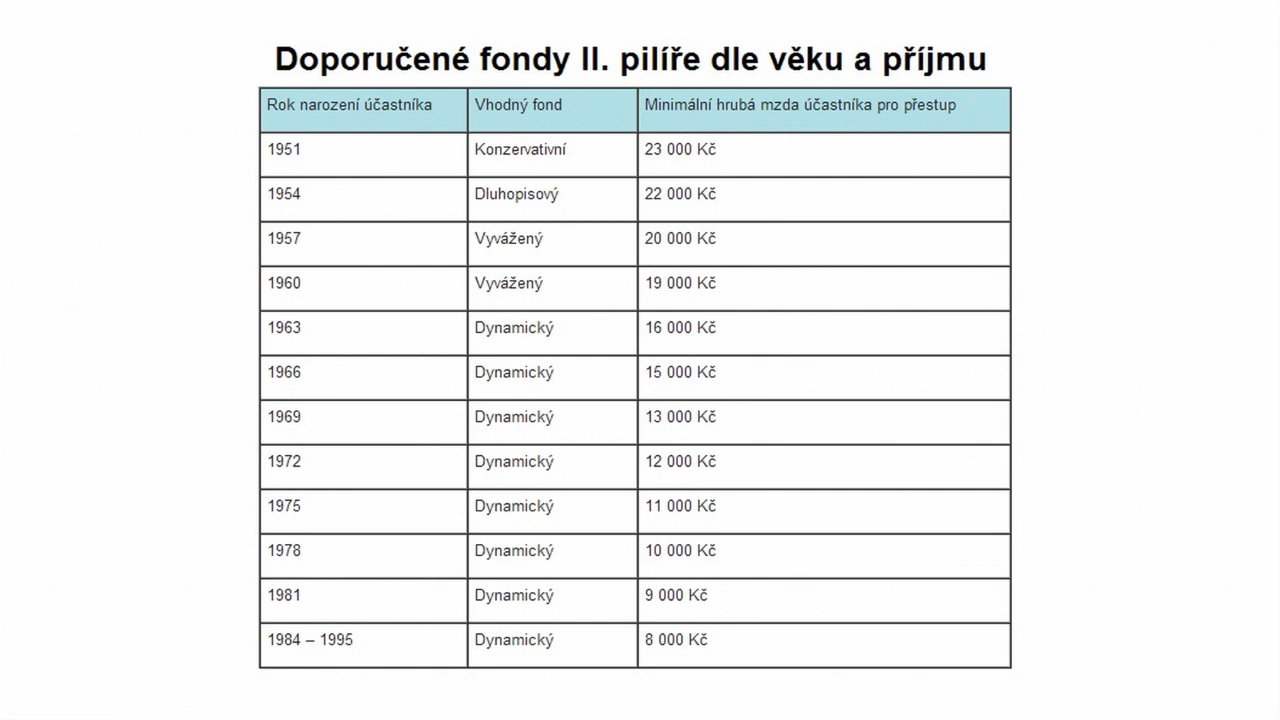 Doporučené fondy II. pilíře dle věku a příjmu
Rok narození účastníka Vhodný fond Minimální hrubá mzda účastníka pro přestup
1951 Konzervativní 23 000 Kč
1954 Dluhopisový 22 000 Kč
1957 Vyvážený 20 000 Kč
1960 Vyvážený 19 000 Kč
1963 Dynamický 16 000 Kč
1966 Dynamický 15 000 Kč
1969 Dynamický 13 000 Kč
1972 Dynamický 12 000 Kč
1975 Dynamický 11 000 Kč
1978 Dynamický 10 000 Kč
1981 Dynamický 9 000 Kč
1984 – 1995 Dynamický 8 000 Kč